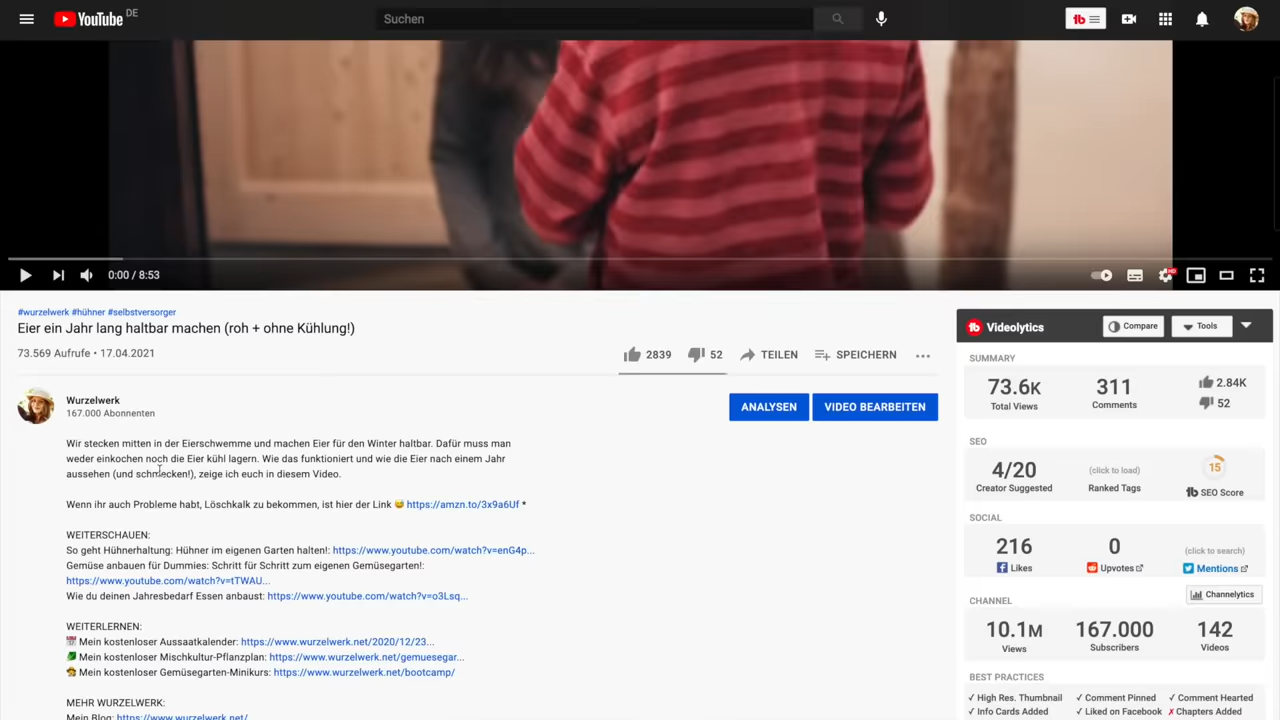 YouTube DE
Suchen
tb
0:00 / 8:53
HD
#wurzelwerk #hühner #selbstversorger
Eier ein Jahr lang haltbar machen (roh + ohne Kühlung!)
73.569 Aufrufe • 17.04.2021
2839 52 TEILEN SPEICHERN
Wurzelwerk
167.000 Abonnenten
ANALYSEN VIDEO BEARBEITEN
Wir stecken mitten in der Eierschwemme und machen Eier für den Winter haltbar. Dafür muss man
weder einkochen noch die Eier kühl lagern. Wie das funktioniert und wie die Eier nach einem Jahr
aussehen (und schmecken!), zeige ich euch in diesem Video.
Wenn ihr auch Probleme habt, Löschkalk zu bekommen, ist hier der Link 😅 https://amzn.to/3x9a6Uf *
WEITERSCHAUEN:
So geht Hühnerhaltung: Hühner im eigenen Garten halten!: https://www.youtube.com/watch?v=enG4p...
Gemüse anbauen für Dummies: Schritt für Schritt zum eigenen Gemüsegarten!:
https://www.youtube.com/watch?v=tTWAU...
Wie du deinen Jahresbedarf Essen anbaust: https://www.youtube.com/watch?v=o3Lsq...
WEITERLERNEN:
📅 Mein kostenloser Aussaatkalender: https://www.wurzelwerk.net/2020/12/23...
Mein kostenloser Mischkultur-Pflanzplan: https://www.wurzelwerk.net/gemuesegar...
Mein kostenloser Gemüsegarten-Minikurs: https://www.wurzelwerk.net/bootcamp/
MEHR WURZELWERK:
Mein Blog: https://www.wurzelwerk.net/
tb Videolytics Compare Tools
SUMMARY
73.6K 311 2.84K
Total Views Comments 52
SEO
4/20 (click to load) 15
Creator Suggested Ranked Tags tb SEO Score
SOCIAL
216 0 (click to search)
Likes Upvotes Mentions
CHANNEL Channelytics
10.1M 167.000 142
Views Subscribers Videos
BEST PRACTICES
✓ High Res. Thumbnail ✓ Comment Pinned ✓ Comment Hearted
✓ Info Cards Added ✓ Liked on Facebook ✗ Chapters Added